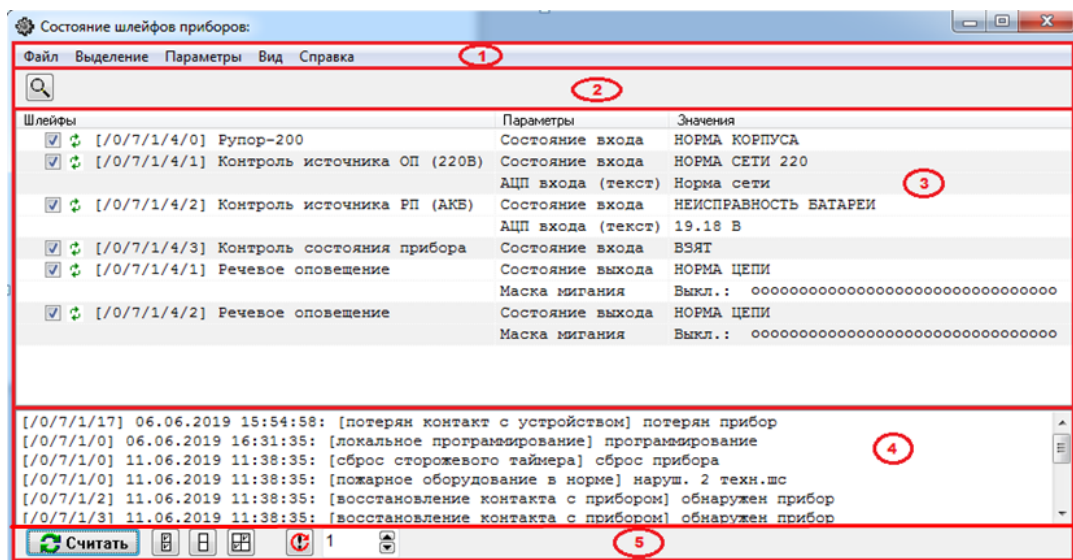 Состояние шлейфов приборов:
Файл Выделение Параметры Вид Справка 1
2
Шлейфы Параметры Значения
[/0/7/1/4/0] Рупор-200 Состояние входа НОРМА КОРПУСА
[/0/7/1/4/1] Контроль источника ОП (220В) Состояние входа НОРМА СЕТИ 220
АЦП входа (текст) Норма сети 3
[/0/7/1/4/2] Контроль источника РП (АКБ) Состояние входа НЕИСПРАВНОСТЬ БАТАРЕИ
АЦП входа (текст) 19.18 В
[/0/7/1/4/3] Контроль состояния прибора Состояние входа ВЗЯТ
[/0/7/1/4/1] Речевое оповещение Состояние выхода НОРМА ЦЕПИ
Маска мигания Выкл.: oooooooooooooooooooooooooooooooo
[/0/7/1/4/2] Речевое оповещение Состояние выхода НОРМА ЦЕПИ
Маска мигания Выкл.: oooooooooooooooooooooooooooooooo
[/0/7/1/17] 06.06.2019 15:54:58: [потерян контакт с устройством] потерян прибор
[/0/7/1/0] 06.06.2019 16:31:35: [локальное программирование] программирование
[/0/7/1/0] 11.06.2019 11:38:35: [сброс сторожевого таймера] сброс прибора 4
[/0/7/1/0] 11.06.2019 11:38:35: [пожарное оборудование в норме] наруш. 2 техн.шс
[/0/7/1/2] 11.06.2019 11:38:35: [восстановление контакта с прибором] обнаружен прибор
[/0/7/1/3] 11.06.2019 11:38:35: [восстановление контакта с прибором] обнаружен прибор
Считать 1 5